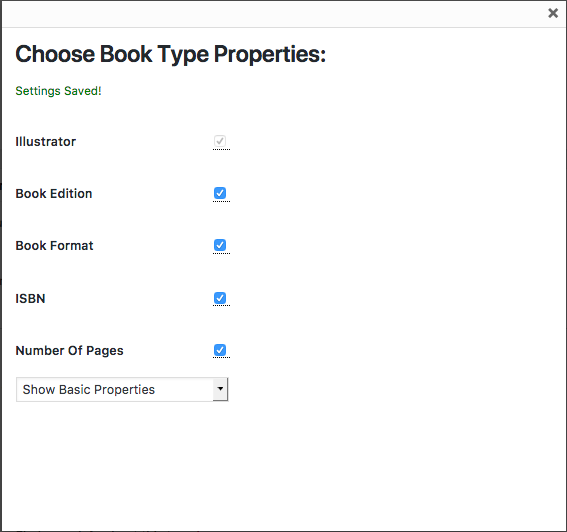 Choose Book Type Properties:
Settings Saved!
Illustrator
Book Edition
Book Format
ISBN
Number Of Pages
Show Basic Properties